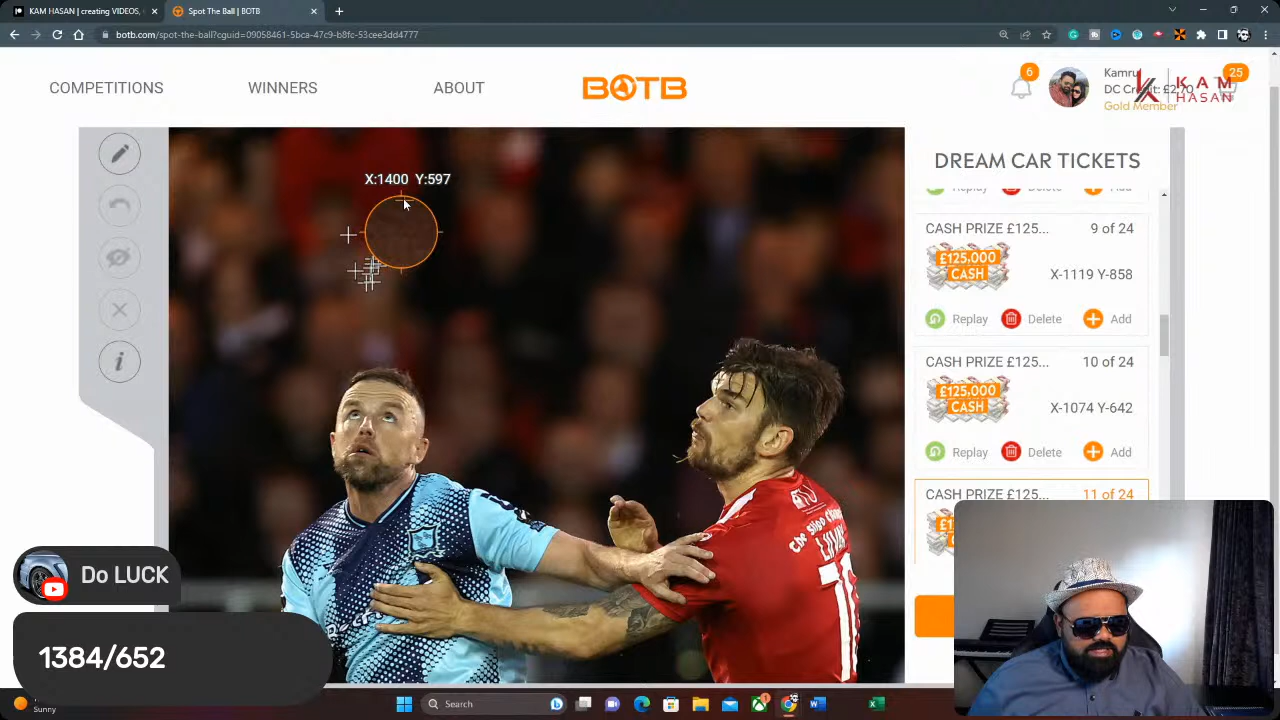 KAM HASAN | creating VIDEOS,
Spot The Ball | BOTB
botb.com/spot-the-ball?cguid=09058461-5bca-47c9-b8fc-53cee3dd4777
COMPETITIONS
WINNERS
ABOUT
BOTB
6
Kamrul
DC Credit: £2.70
Gold Member
25
KAM
HASAN
X:1400 Y:597
DREAM CAR TICKETS
Replay
Delete
Add
CASH PRIZE £125...
9 of 24
£125,000
CASH
X-1119 Y-858
Replay
Delete
Add
CASH PRIZE £125...
10 of 24
£125,000
CASH
X-1074 Y-642
Replay
Delete
Add
CASH PRIZE £125...
11 of 24
Do LUCK
1384/652
Sunny
Search